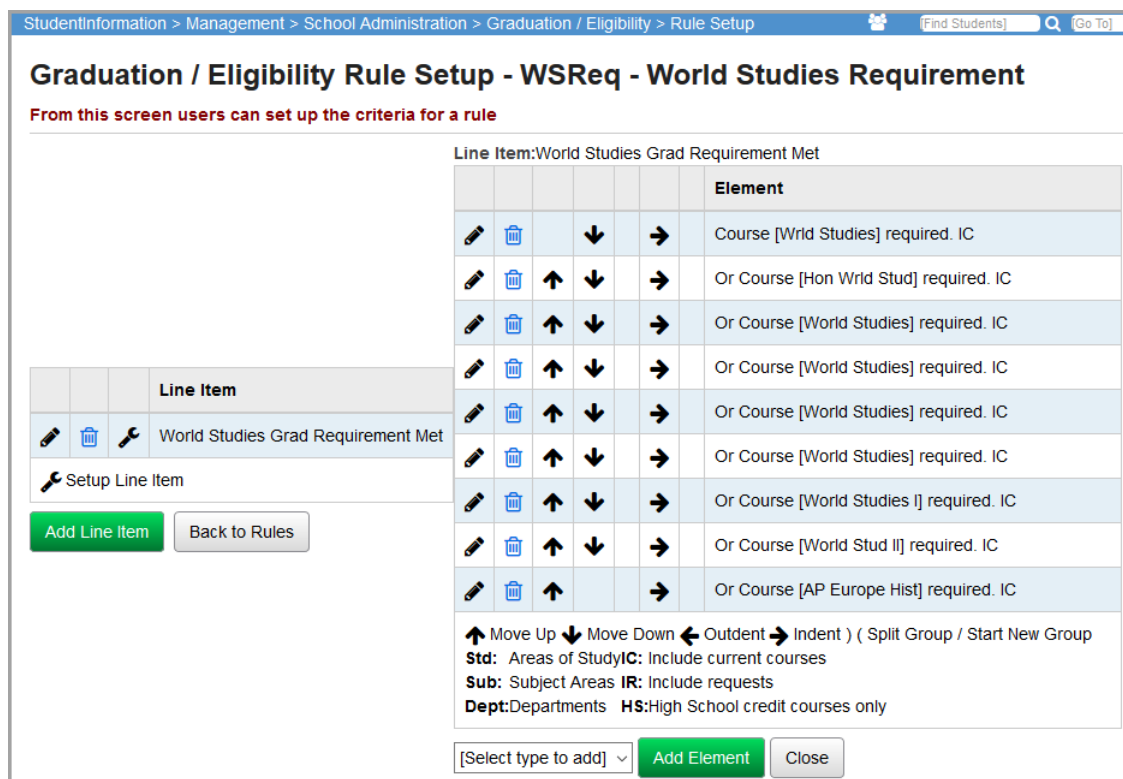 StudentInformation > Management > School Administration > Graduation / Eligibility > Rule Setup
[Find Students]
[Go To]
Graduation / Eligibility Rule Setup - WSReq - World Studies Requirement
From this screen users can set up the criteria for a rule
Line Item
World Studies Grad Requirement Met
Setup Line Item
Add Line Item
Back to Rules
Line Item:World Studies Grad Requirement Met
Element
Course [Wrld Studies] required. IC
Or Course [Hon Wrld Stud] required. IC
Or Course [World Studies] required. IC
Or Course [World Studies] required. IC
Or Course [World Studies] required. IC
Or Course [World Studies] required. IC
Or Course [World Studies I] required. IC
Or Course [World Stud II] required. IC
Or Course [AP Europe Hist] required. IC
Move Up Move Down Outdent Indent ) ( Split Group / Start New Group
Std: Areas of Study IC: Include current courses
Sub: Subject Areas IR: Include requests
Dept:Departments HS:High School credit courses only
[Select type to add]
Add Element
Close